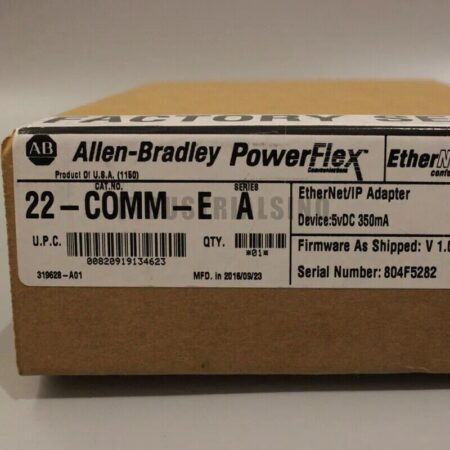 FACTORY SE
AB Allen-Bradley PowerFlex EtherN
Communications confo
Product Of U.S.A. (1150)
CAT.NO. SERIES
22-COMM-E A
EtherNet/IP Adapter
Device:5vDC 350mA
U.P.C. QTY.
00820919134623 *01*
Firmware As Shipped: V 1.0
Serial Number: 804F5282
319628-A01 MFD. in 2016/09/23